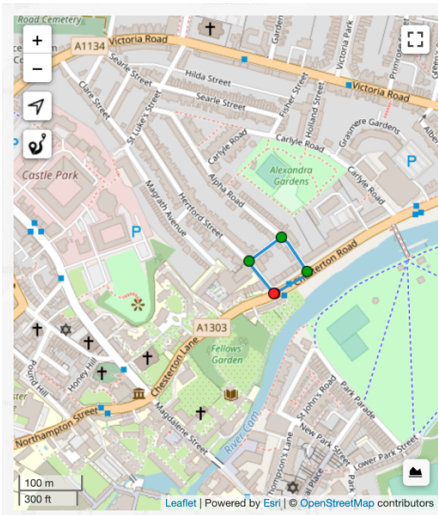 Road Cemetery
Victoria Road
A1134
Garden
Victoria Park
Primrose
+
−
Searle Street
Hilda Street
Searle Street
Clare Street
St Luke's Street
Fisher Street
Holland Street
Victoria Road
Grasmere Gardens
Carlyle Road
Carlyle Road
P
P
Castle Park
Magrath Avenue
Hertford Street
Alpha Road
Alexandra
Gardens
Carlyle Road
P
Chesterton Road
A1303
Chesterton Lane
Fellows'
Garden
Honey Hill
Pound Hill
Northampton Street
Magdalene Street
River Cam
St John's Road
Park Parade
New Park Street
Thompson's Lane
Lower Park Street
100 m
300 ft
Leaflet | Powered by Esri | © OpenStreetMap contributors